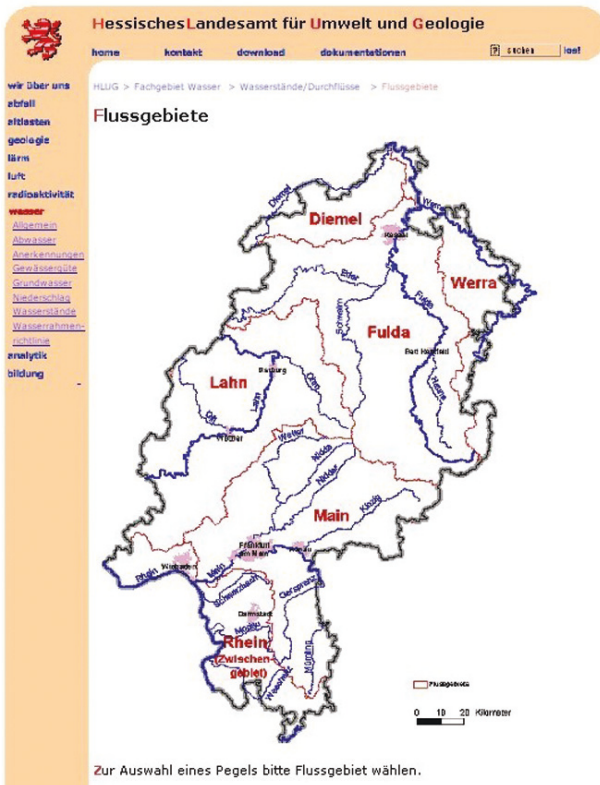 HessischesLandesamt für Umwelt und Geologie
home kontakt download dokumentationen ? suchen los!
wir über uns
abfall
altlasten
geologie
lärm
luft
radioaktivität
wasser
Allgemein
Abwasser
Anerkennungen
Gewässergüte
Grundwasser
Niederschlag
Wasserstände
Wasserrahmen-
richtlinie
analytik
bildung
HLUG > Fachgebiet Wasser > Wasserstände/Durchflüsse > Flussgebiete
Flussgebiete
Diemel
Diemel
Werra
Kassel
Eder
Werra
Fulda
Schwalm
Fulda
Bad Hersfeld
Haune
Lahn
Marburg
Ohm
Lahn
Dill
Wetzlar
Wetter
Nidda
Nidder
Main
Kinzig
Frankfurt
am Main
Hanau
Wiesbaden
Rhein
Main
Schwarzbach
Gersprenz
Darmstadt
Modau
Rhein
(Zwischen-
gebiet)
Weschnitz
Mümling
Flussgebiete
0 10 20 Kilometer
Zur Auswahl eines Pegels bitte Flussgebiet wählen.